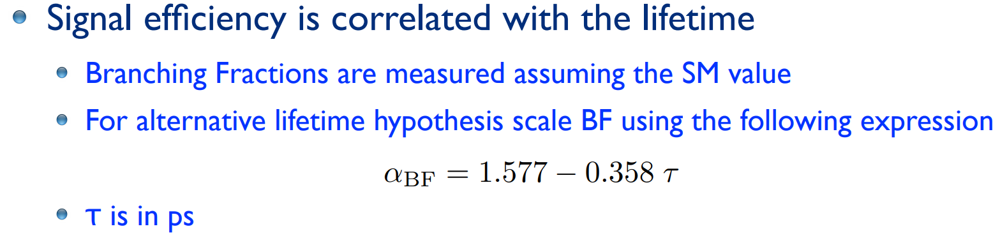 Signal efficiency is correlated with the lifetime
Branching Fractions are measured assuming the SM value
For alternative lifetime hypothesis scale BF using the following expression
α_BF = 1.577 − 0.358 τ
τ is in ps